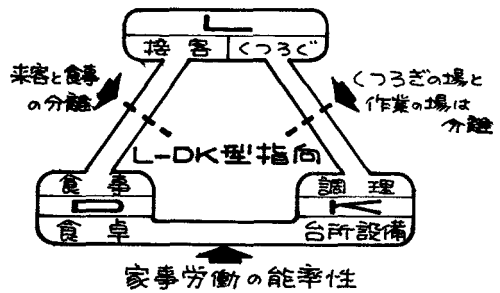 L
接客 くつろぐ
来客と食事
の分離
くつろぎの場と
作業の場は
分離
L-DK型指向
食事
D
食卓
調理
K
台所設備
家事労働の能率性